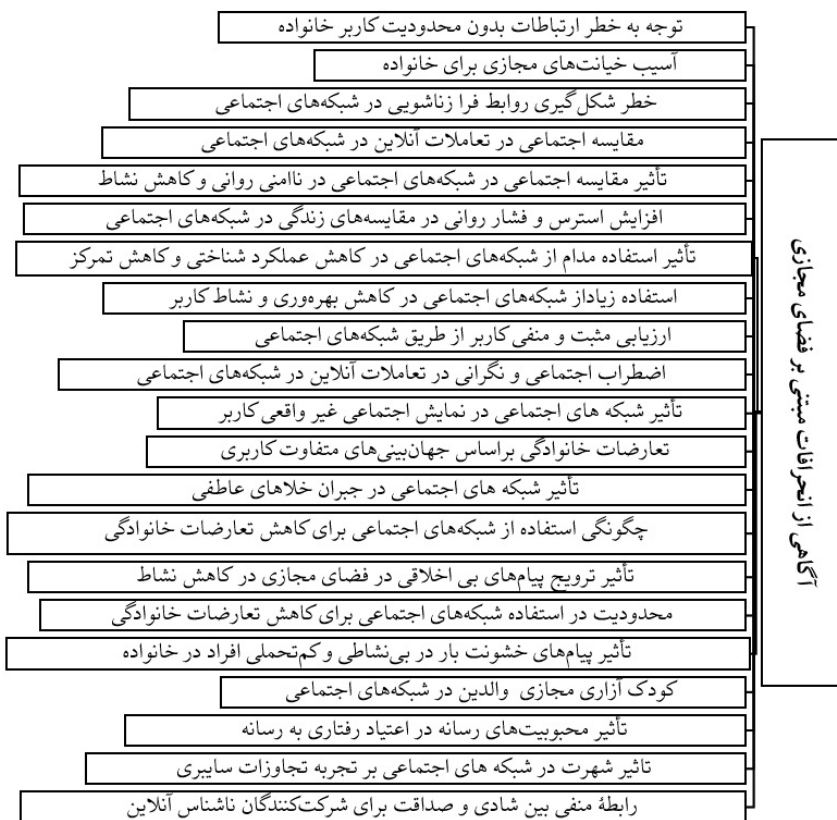 آگاهی از انحرافات مبتنی بر فضای مجازی
توجه به خطر ارتباطات بدون محدودیت کاربر خانواده
آسیب خیانت‌های مجازی برای خانواده
خطر شکل‌گیری روابط فرا زناشویی در شبکه‌های اجتماعی
مقایسه اجتماعی در تعاملات آنلاین در شبکه‌های اجتماعی
تأثیر مقایسه اجتماعی در شبکه‌های اجتماعی در ناامنی روانی و کاهش نشاط
افزایش استرس و فشار روانی در مقایسه‌های زندگی در شبکه‌های اجتماعی
تأثیر استفاده مدام از شبکه‌های اجتماعی در کاهش عملکرد شناختی و کاهش تمرکز
استفاده زیاداز شبکه‌های اجتماعی در کاهش بهره‌وری و نشاط کاربر
ارزیابی مثبت و منفی کاربر از طریق شبکه‌های اجتماعی
اضطراب اجتماعی و نگرانی در تعاملات آنلاین در شبکه‌های اجتماعی
تأثیر شبکه های اجتماعی در نمایش اجتماعی غیر واقعی کاربر
تعارضات خانوادگی براساس جهان‌بینی‌های متفاوت کاربری
تأثیر شبکه های اجتماعی در جبران خلاهای عاطفی
چگونگی استفاده از شبکه‌های اجتماعی برای کاهش تعارضات خانوادگی
تأثیر ترویج پیام‌های بی اخلاقی در فضای مجازی در کاهش نشاط
محدودیت در استفاده شبکه‌های اجتماعی برای کاهش تعارضات خانوادگی
تأثیر پیام‌های خشونت بار در بی‌نشاطی و کم‌تحملی افراد در خانواده
کودک آزاری مجازی والدین در شبکه‌های اجتماعی
تأثیر محبوبیت‌های رسانه در اعتیاد رفتاری به رسانه
تاثیر شهرت در شبکه های اجتماعی بر تجربه تجاوزات سایبری
رابطهٔ منفی بین شادی و صداقت برای شرکت‌کنندگان ناشناس آنلاین